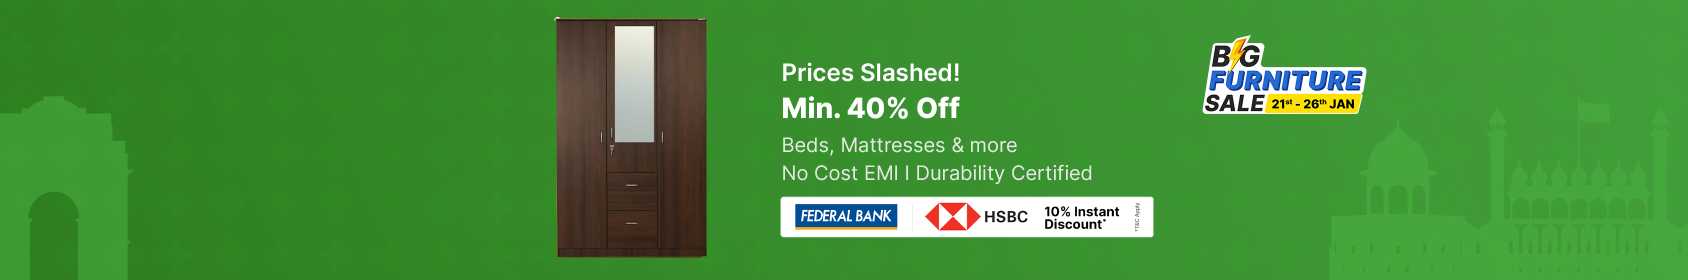 Prices Slashed!
Min. 40% Off
Beds, Mattresses & more
No Cost EMI I Durability Certified
FEDERAL BANK
HSBC
10% Instant
Discount*
*T&C Apply
BIG
FURNITURE
SALE 21st - 26th JAN